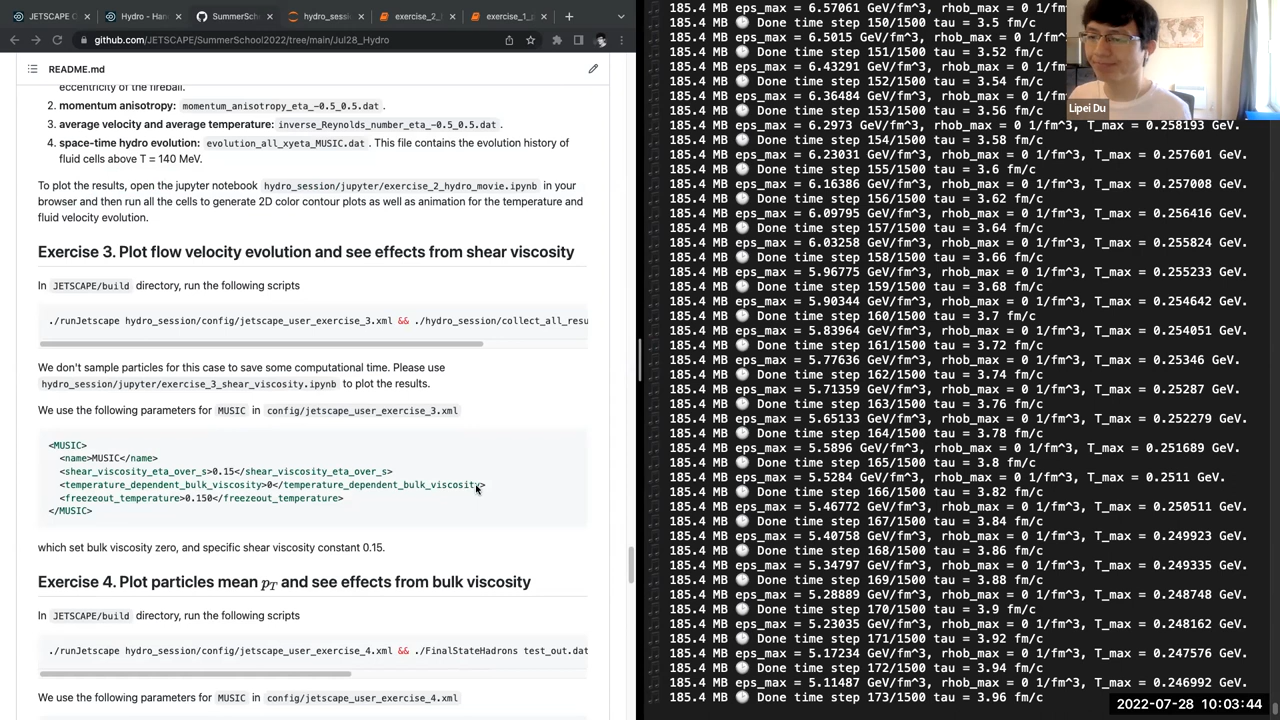 JETSCAPE C
Hydro - Han
SummerSch
hydro_sessi
exercise_2_
exercise_1_p
github.com/JETSCAPE/SummerSchool2022/tree/main/Jul28_Hydro
README.md
eccentricity of the fireball.
2. momentum anisotropy: momentum_anisotropy_eta_-0.5_0.5.dat .
3. average velocity and average temperature: inverse_Reynolds_number_eta_-0.5_0.5.dat .
4. space-time hydro evolution: evolution_all_xyeta_MUSIC.dat . This file contains the evolution history of
fluid cells above T = 140 MeV.
To plot the results, open the jupyter notebook hydro_session/jupyter/exercise_2_hydro_movie.ipynb in your
browser and then run all the cells to generate 2D color contour plots as well as animation for the temperature and
fluid velocity evolution.
Exercise 3. Plot flow velocity evolution and see effects from shear viscosity
In JETSCAPE/build directory, run the following scripts
./runJetscape hydro_session/config/jetscape_user_exercise_3.xml && ./hydro_session/collect_all_resu
We don't sample particles for this case to save some computational time. Please use
hydro_session/jupyter/exercise_3_shear_viscosity.ipynb to plot the results.
We use the following parameters for MUSIC in config/jetscape_user_exercise_3.xml
<MUSIC>
<name>MUSIC</name>
<shear_viscosity_eta_over_s>0.15</shear_viscosity_eta_over_s>
<temperature_dependent_bulk_viscosity>0</temperature_dependent_bulk_viscosity>
<freezeout_temperature>0.150</freezeout_temperature>
</MUSIC>
which set bulk viscosity zero, and specific shear viscosity constant 0.15.
Exercise 4. Plot particles mean pT and see effects from bulk viscosity
In JETSCAPE/build directory, run the following scripts
./runJetscape hydro_session/config/jetscape_user_exercise_4.xml && ./FinalStateHadrons test_out.dat
We use the following parameters for MUSIC in config/jetscape_user_exercise_4.xml
185.4 MB eps_max = 6.57061 GeV/fm^3, rhob_max = 0 1/fm
185.4 MB Done time step 150/1500 tau = 3.5 fm/c
185.4 MB eps_max = 6.5015 GeV/fm^3, rhob_max = 0 1/fm^
185.4 MB Done time step 151/1500 tau = 3.52 fm/c
185.4 MB eps_max = 6.43291 GeV/fm^3, rhob_max = 0 1/fm
185.4 MB Done time step 152/1500 tau = 3.54 fm/c
185.4 MB eps_max = 6.36484 GeV/fm^3, rhob_max = 0 1/fm
185.4 MB Done time step 153/1500 tau = 3.56 fm/c
185.4 MB eps_max = 6.2973 GeV/fm^3, rhob_max = 0 1/fm^3, T_max = 0.258193 GeV.
185.4 MB Done time step 154/1500 tau = 3.58 fm/c
185.4 MB eps_max = 6.23031 GeV/fm^3, rhob_max = 0 1/fm^3, T_max = 0.257601 GeV.
185.4 MB Done time step 155/1500 tau = 3.6 fm/c
185.4 MB eps_max = 6.16386 GeV/fm^3, rhob_max = 0 1/fm^3, T_max = 0.257008 GeV.
185.4 MB Done time step 156/1500 tau = 3.62 fm/c
185.4 MB eps_max = 6.09795 GeV/fm^3, rhob_max = 0 1/fm^3, T_max = 0.256416 GeV.
185.4 MB Done time step 157/1500 tau = 3.64 fm/c
185.4 MB eps_max = 6.03258 GeV/fm^3, rhob_max = 0 1/fm^3, T_max = 0.255824 GeV.
185.4 MB Done time step 158/1500 tau = 3.66 fm/c
185.4 MB eps_max = 5.96775 GeV/fm^3, rhob_max = 0 1/fm^3, T_max = 0.255233 GeV.
185.4 MB Done time step 159/1500 tau = 3.68 fm/c
185.4 MB eps_max = 5.90344 GeV/fm^3, rhob_max = 0 1/fm^3, T_max = 0.254642 GeV.
185.4 MB Done time step 160/1500 tau = 3.7 fm/c
185.4 MB eps_max = 5.83964 GeV/fm^3, rhob_max = 0 1/fm^3, T_max = 0.254051 GeV.
185.4 MB Done time step 161/1500 tau = 3.72 fm/c
185.4 MB eps_max = 5.77636 GeV/fm^3, rhob_max = 0 1/fm^3, T_max = 0.25346 GeV.
185.4 MB Done time step 162/1500 tau = 3.74 fm/c
185.4 MB eps_max = 5.71359 GeV/fm^3, rhob_max = 0 1/fm^3, T_max = 0.25287 GeV.
185.4 MB Done time step 163/1500 tau = 3.76 fm/c
185.4 MB eps_max = 5.65133 GeV/fm^3, rhob_max = 0 1/fm^3, T_max = 0.252279 GeV.
185.4 MB Done time step 164/1500 tau = 3.78 fm/c
185.4 MB eps_max = 5.5896 GeV/fm^3, rhob_max = 0 1/fm^3, T_max = 0.251689 GeV.
185.4 MB Done time step 165/1500 tau = 3.8 fm/c
185.4 MB eps_max = 5.5284 GeV/fm^3, rhob_max = 0 1/fm^3, T_max = 0.2511 GeV.
185.4 MB Done time step 166/1500 tau = 3.82 fm/c
185.4 MB eps_max = 5.46772 GeV/fm^3, rhob_max = 0 1/fm^3, T_max = 0.250511 GeV.
185.4 MB Done time step 167/1500 tau = 3.84 fm/c
185.4 MB eps_max = 5.40758 GeV/fm^3, rhob_max = 0 1/fm^3, T_max = 0.249923 GeV.
185.4 MB Done time step 168/1500 tau = 3.86 fm/c
185.4 MB eps_max = 5.34797 GeV/fm^3, rhob_max = 0 1/fm^3, T_max = 0.249335 GeV.
185.4 MB Done time step 169/1500 tau = 3.88 fm/c
185.4 MB eps_max = 5.28889 GeV/fm^3, rhob_max = 0 1/fm^3, T_max = 0.248748 GeV.
185.4 MB Done time step 170/1500 tau = 3.9 fm/c
185.4 MB eps_max = 5.23035 GeV/fm^3, rhob_max = 0 1/fm^3, T_max = 0.248162 GeV.
185.4 MB Done time step 171/1500 tau = 3.92 fm/c
185.4 MB eps_max = 5.17234 GeV/fm^3, rhob_max = 0 1/fm^3, T_max = 0.247576 GeV.
185.4 MB Done time step 172/1500 tau = 3.94 fm/c
185.4 MB eps_max = 5.11487 GeV/fm^3, rhob_max = 0 1/fm^3, T_max = 0.246992 GeV.
185.4 MB Done time step 173/1500 tau = 3.96 fm/c
Lipei Du
2022-07-28 10:03:44